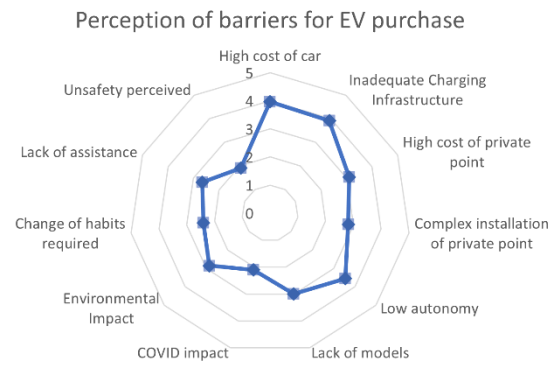 Perception of barriers for EV purchase
High cost of car
5
Inadequate Charging
Infrastructure
Unsafety perceived
4
3
High cost of private
point
Lack of assistance
2
1
0
Change of habits
required
Complex installation
of private point
Environmental
Impact
Low autonomy
COVID impact
Lack of models